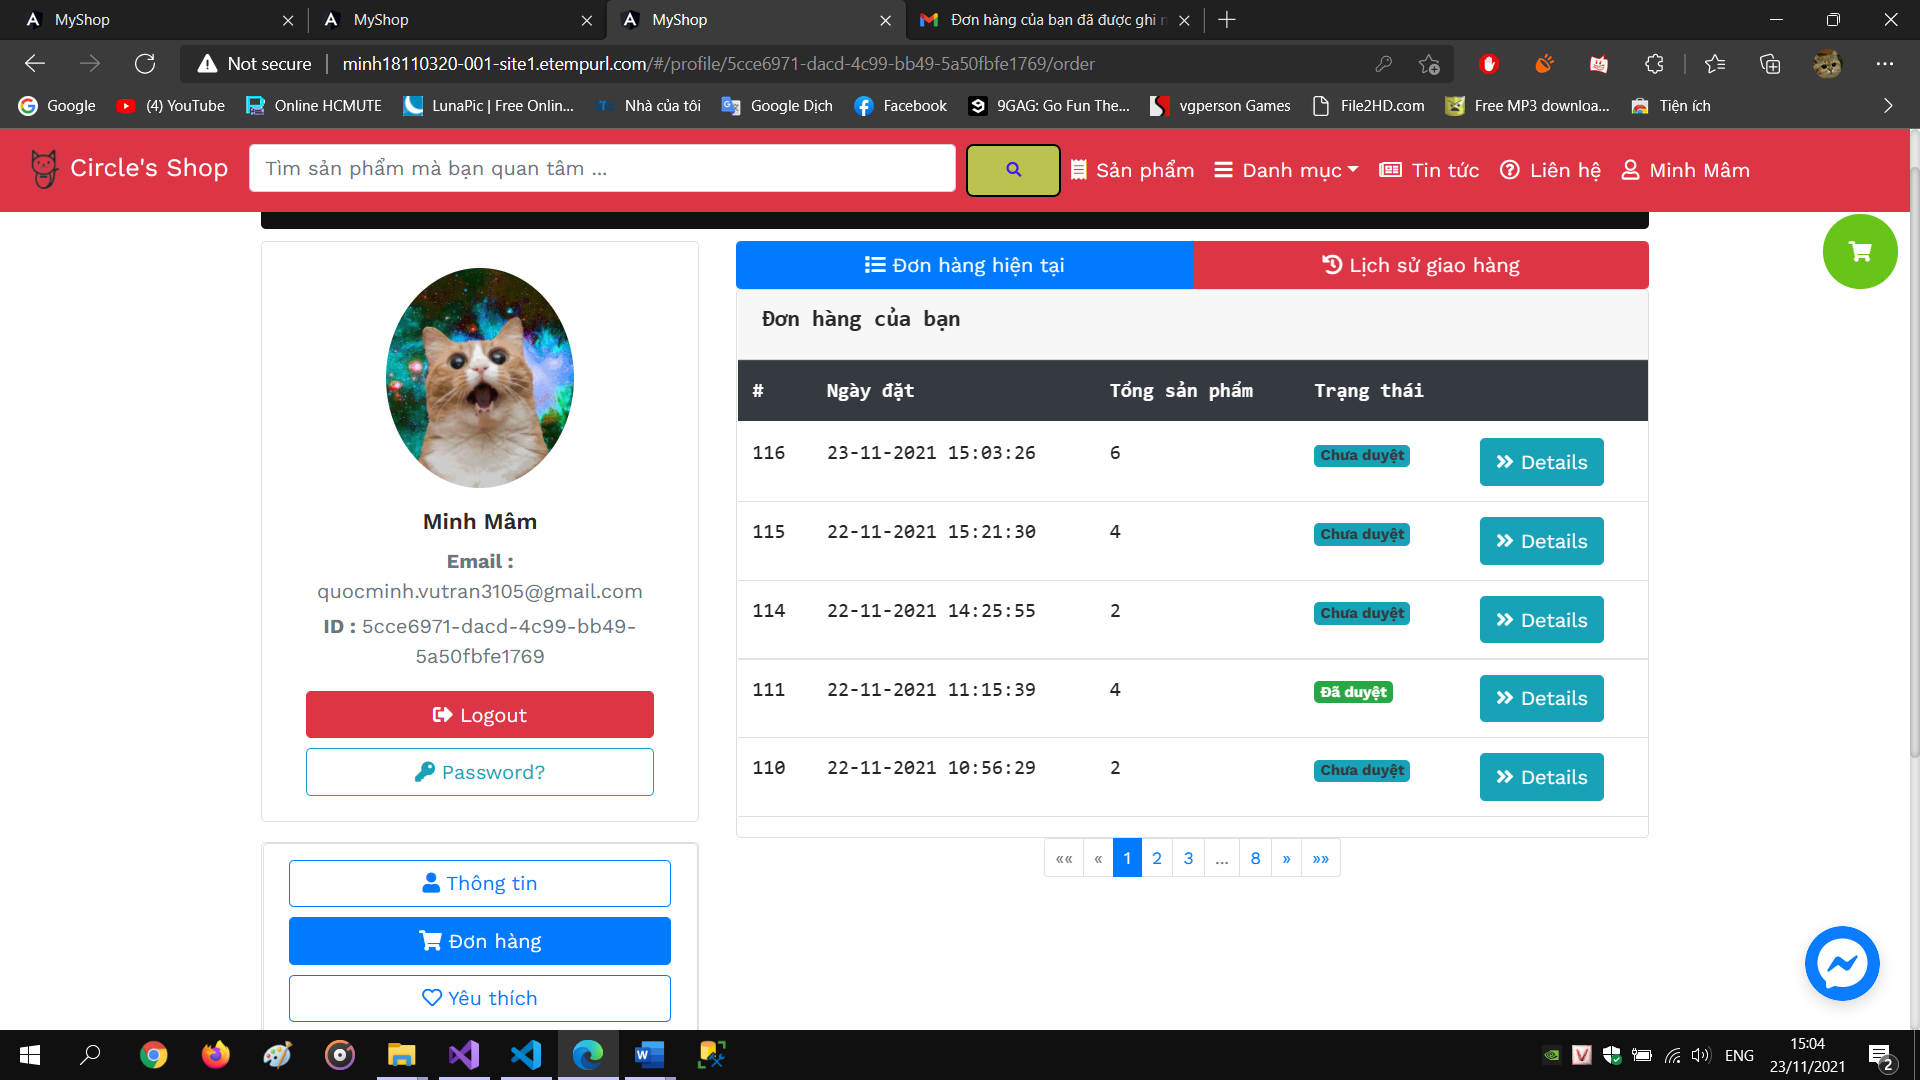 MyShop
MyShop
MyShop
Đơn hàng của bạn đã được ghi n
Not secure
minh18110320-001-site1.etempurl.com/#/profile/5cce6971-dacd-4c99-bb49-5a50fbfe1769/order
Google
(4) YouTube
Online HCMUTE
LunaPic | Free Onlin...
Nhà của tôi
Google Dịch
Facebook
9GAG: Go Fun The...
vgperson Games
File2HD.com
Free MP3 downloa...
Tiện ích
Circle's Shop
Tìm sản phẩm mà bạn quan tâm ...
Sản phẩm
Danh mục
Tin tức
Liên hệ
Minh Mâm
Minh Mâm
Email :
quocminh.vutran3105@gmail.com
ID : 5cce6971-dacd-4c99-bb49-
5a50fbfe1769
Logout
Password?
Thông tin
Đơn hàng
Yêu thích
Đơn hàng hiện tại
Lịch sử giao hàng
Đơn hàng của bạn
# Ngày đặt Tổng sản phẩm Trạng thái
116 23-11-2021 15:03:26 6 Chưa duyệt Details
115 22-11-2021 15:21:30 4 Chưa duyệt Details
114 22-11-2021 14:25:55 2 Chưa duyệt Details
111 22-11-2021 11:15:39 4 Đã duyệt Details
110 22-11-2021 10:56:29 2 Chưa duyệt Details
«« « 1 2 3 ... 8 » »»
ENG
15:04
23/11/2021
2